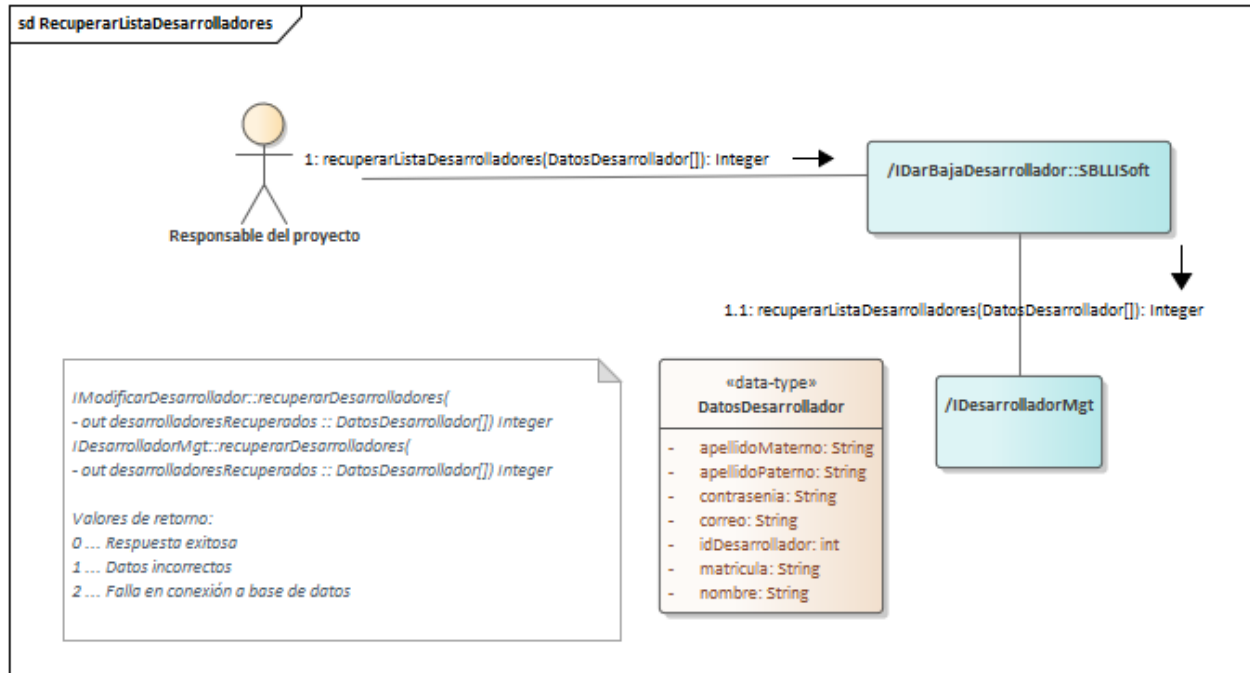 sd RecuperarListaDesarrolladores
1: recuperarListaDesarrolladores(DatosDesarrollador[]): Integer
/IDarBajaDesarrollador::SBLLISoft
Responsable del proyecto
1.1: recuperarListaDesarrolladores(DatosDesarrollador[]): Integer
IModificarDesarrollador::recuperarDesarrolladores(
- out desarrolladoresRecuperados :: DatosDesarrollador[]) Integer
IDesarrolladorMgt::recuperarDesarrolladores(
- out desarrolladoresRecuperados :: DatosDesarrollador[]) Integer
Valores de retorno:
0 ... Respuesta exitosa
1 ... Datos incorrectos
2 ... Falla en conexión a base de datos
«data-type»
DatosDesarrollador
- apellidoMaterno: String
- apellidoPaterno: String
- contrasenia: String
- correo: String
- idDesarrollador: int
- matricula: String
- nombre: String
/IDesarrolladorMgt